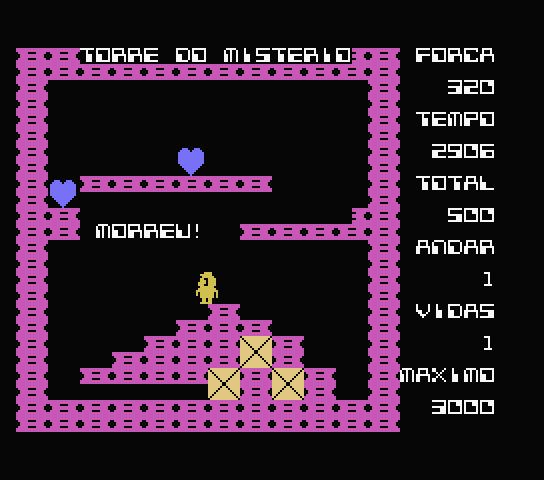 TORRE DO MISTERIO
FORCA
320
TEMPO
2906
TOTAL
500
MORREU!
ANDAR
1
VIDAS
1
MAXIMO
3000